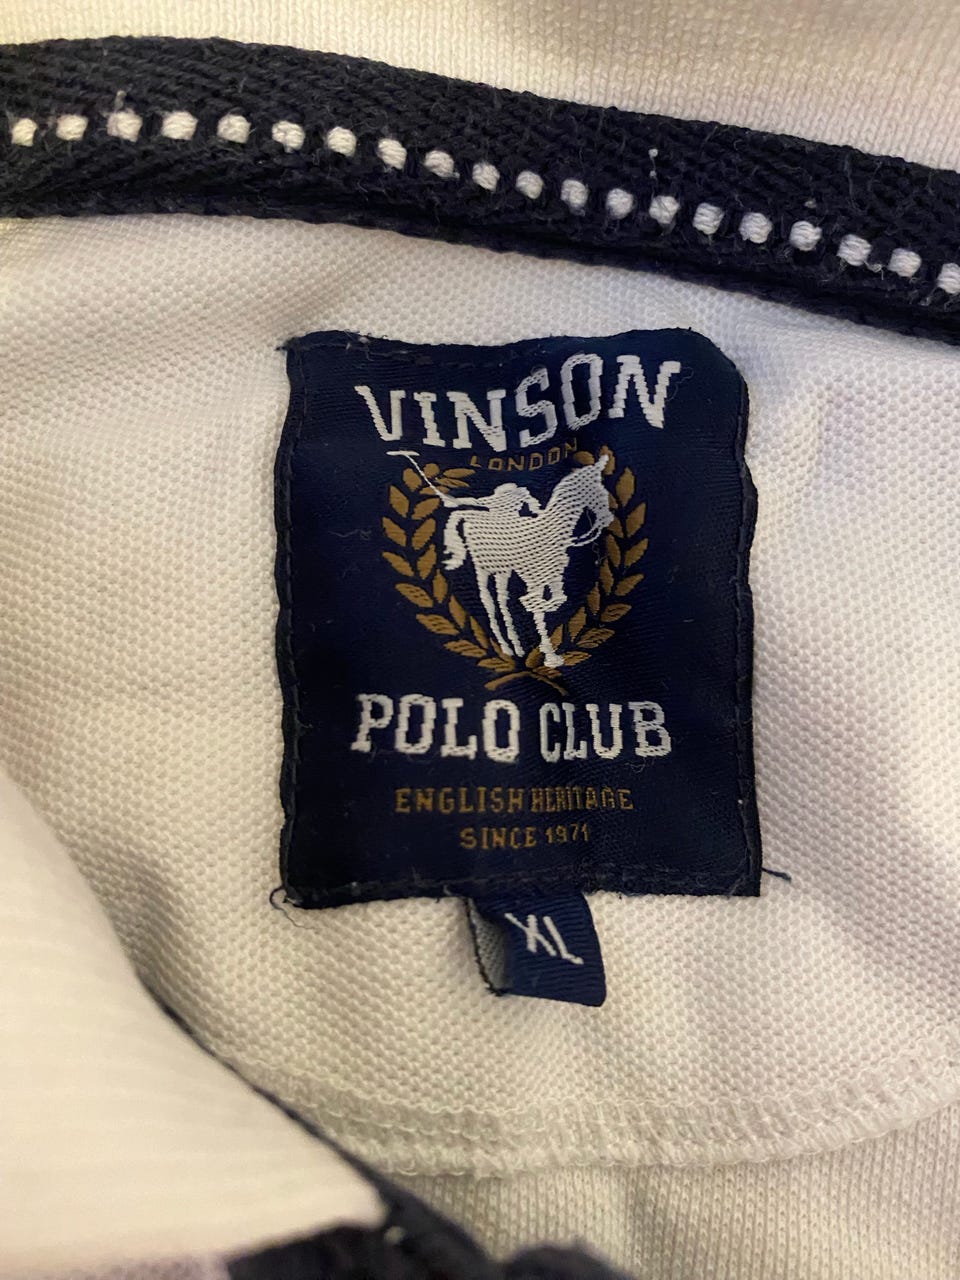 VINSON
LONDON
POLO CLUB
ENGLISH HERITAGE
SINCE 1971
XL